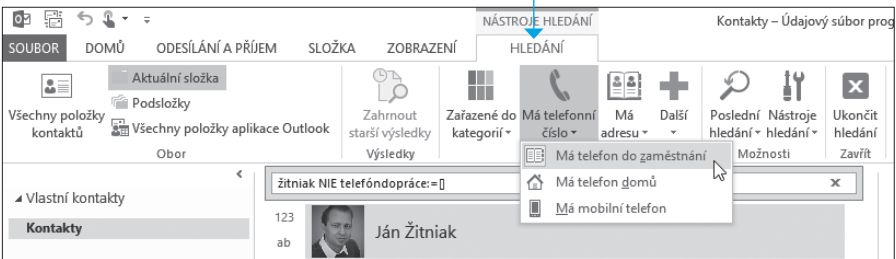 NÁSTROJE HLEDÁNÍ
Kontakty – Údajový súbor prog
SOUBOR DOMŮ ODESÍLÁNÍ A PŘÍJEM SLOŽKA ZOBRAZENÍ HLEDÁNÍ
Všechny položky kontaktů
Aktuální složka
Podsložky
Všechny položky aplikace Outlook
Obor
Zahrnout starší výsledky
Výsledky
Zařazené do kategorií
Má telefonní číslo
Má adresu
Další
Poslední hledání
Nástroje hledání
Možnosti
Ukončit hledání
Zavřít
Má telefon do zaměstnání
Má telefon domů
Má mobilní telefon
Vlastní kontakty
Kontakty
žitniak NIE telefóndopráce:=[]
123
ab
Ján Žitniak